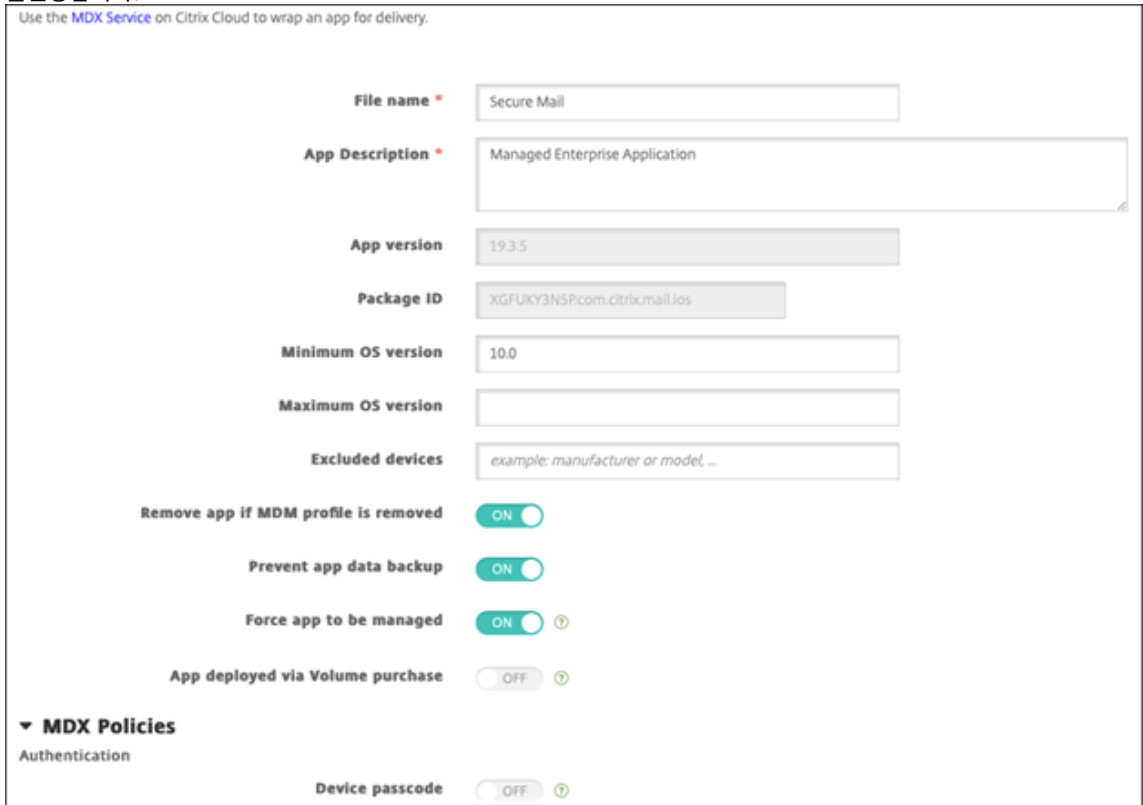 Use the MDX Service on Citrix Cloud to wrap an app for delivery.
File name *
Secure Mail
App Description *
Managed Enterprise Application
App version
19.3.5
Package ID
XGFUKY3N5P.com.citrix.mail.ios
Minimum OS version
10.0
Maximum OS version
Excluded devices
example: manufacturer or model, ...
Remove app if MDM profile is removed
ON
Prevent app data backup
ON
Force app to be managed
ON ?
App deployed via Volume purchase
OFF ?
▼ MDX Policies
Authentication
Device passcode
OFF ?